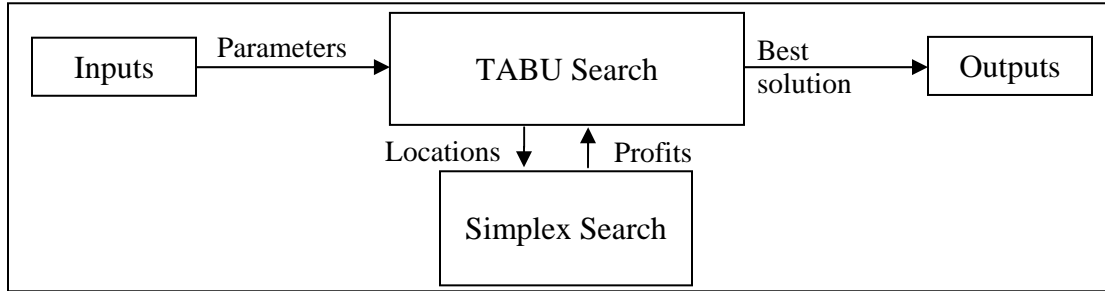 Inputs
Parameters
TABU Search
Best
solution
Outputs
Locations
Profits
Simplex Search